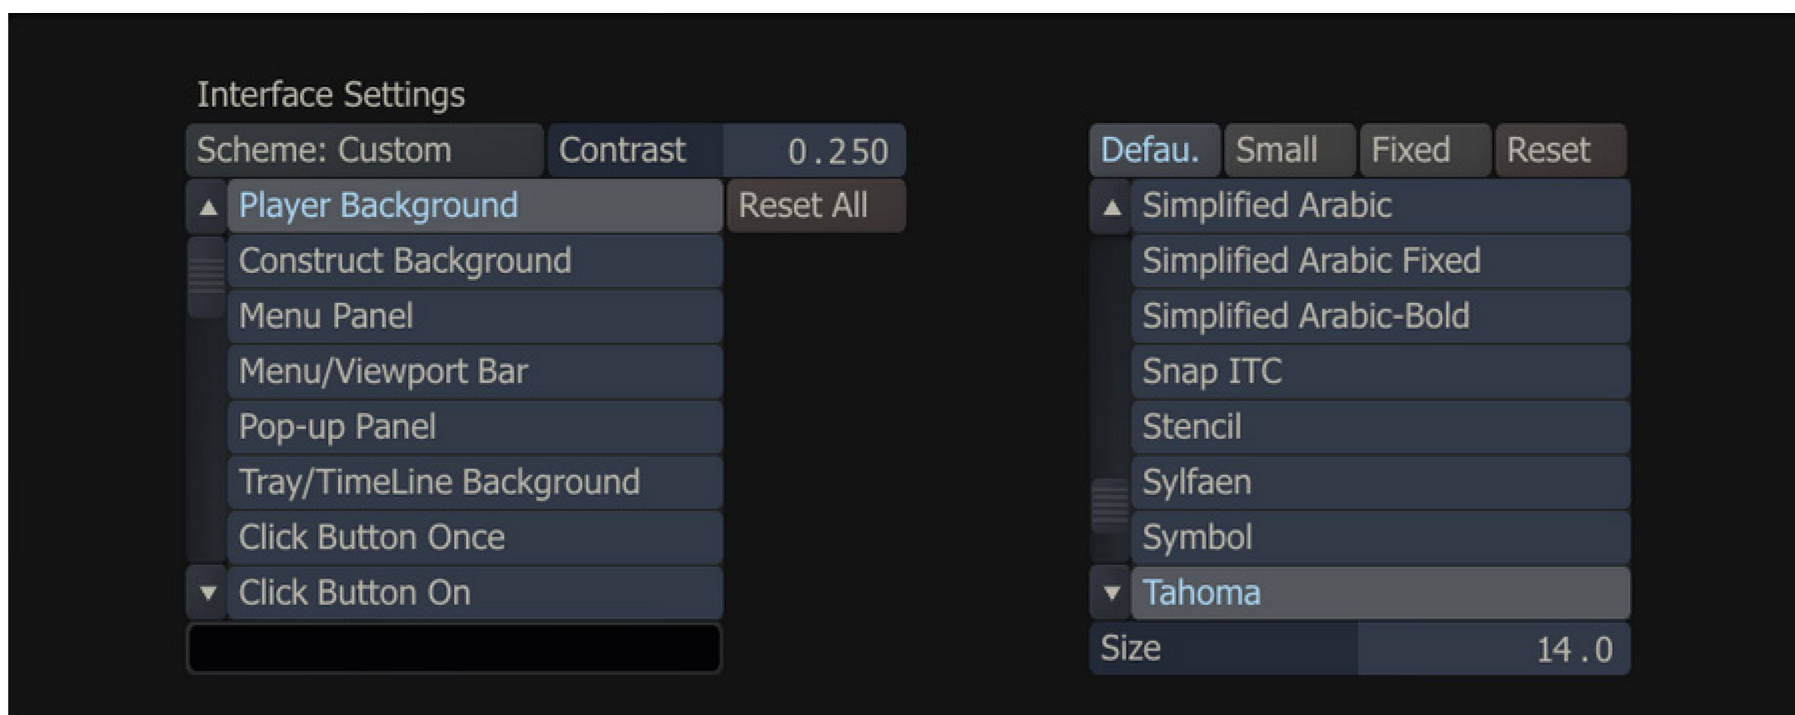 Interface Settings
Scheme: Custom
Contrast 0.250
Player Background
Reset All
Construct Background
Menu Panel
Menu/Viewport Bar
Pop-up Panel
Tray/TimeLine Background
Click Button Once
Click Button On
Defau. Small Fixed Reset
Simplified Arabic
Simplified Arabic Fixed
Simplified Arabic-Bold
Snap ITC
Stencil
Sylfaen
Symbol
Tahoma
Size 14.0